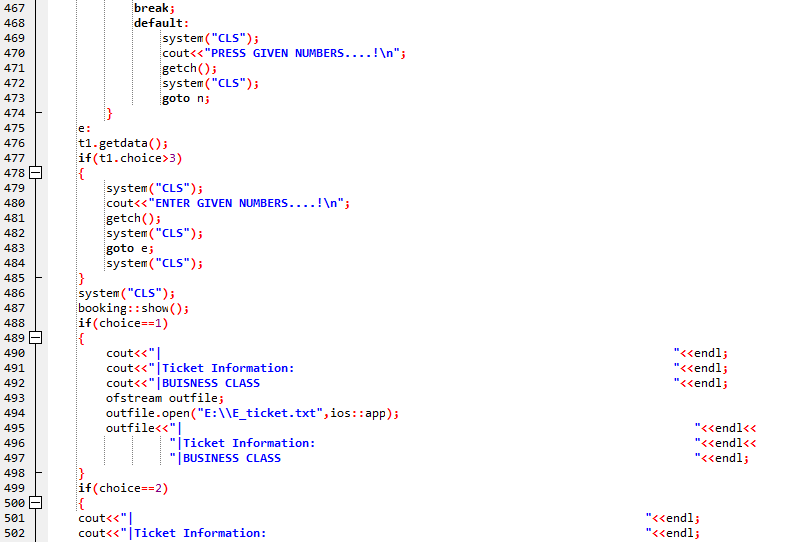 467 break;
468 default:
469 system("CLS");
470 cout<<"PRESS GIVEN NUMBERS....!\n";
471 getch();
472 system("CLS");
473 goto n;
474 }
475 e:
476 t1.getdata();
477 if(t1.choice>3)
478 {
479 system("CLS");
480 cout<<"ENTER GIVEN NUMBERS....!\n";
481 getch();
482 system("CLS");
483 goto e;
484 system("CLS");
485 }
486 system("CLS");
487 booking::show();
488 if(choice==1)
489 {
490 cout<<"| "<<endl;
491 cout<<"|Ticket Information: "<<endl;
492 cout<<"|BUISNESS CLASS "<<endl;
493 ofstream outfile;
494 outfile.open("E:\\E_ticket.txt",ios::app);
495 outfile<<"| "<<endl<<
496 "|Ticket Information: "<<endl<<
497 "|BUSINESS CLASS "<<endl;
498 }
499 if(choice==2)
500 {
501 cout<<"| "<<endl;
502 cout<<"|Ticket Information: "<<endl;